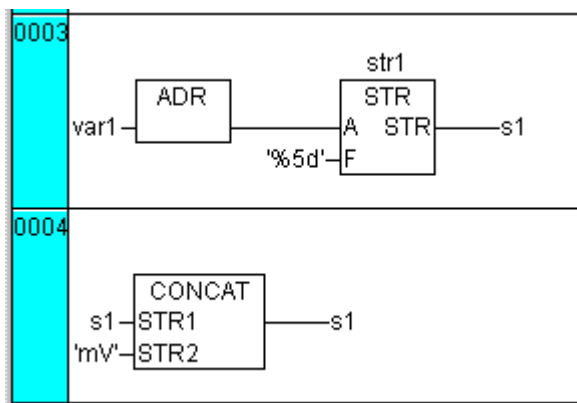 0003
str1
ADR
STR
var1
A STR
s1
'%5d'
F
0004
CONCAT
s1
STR1
s1
'mV'
STR2